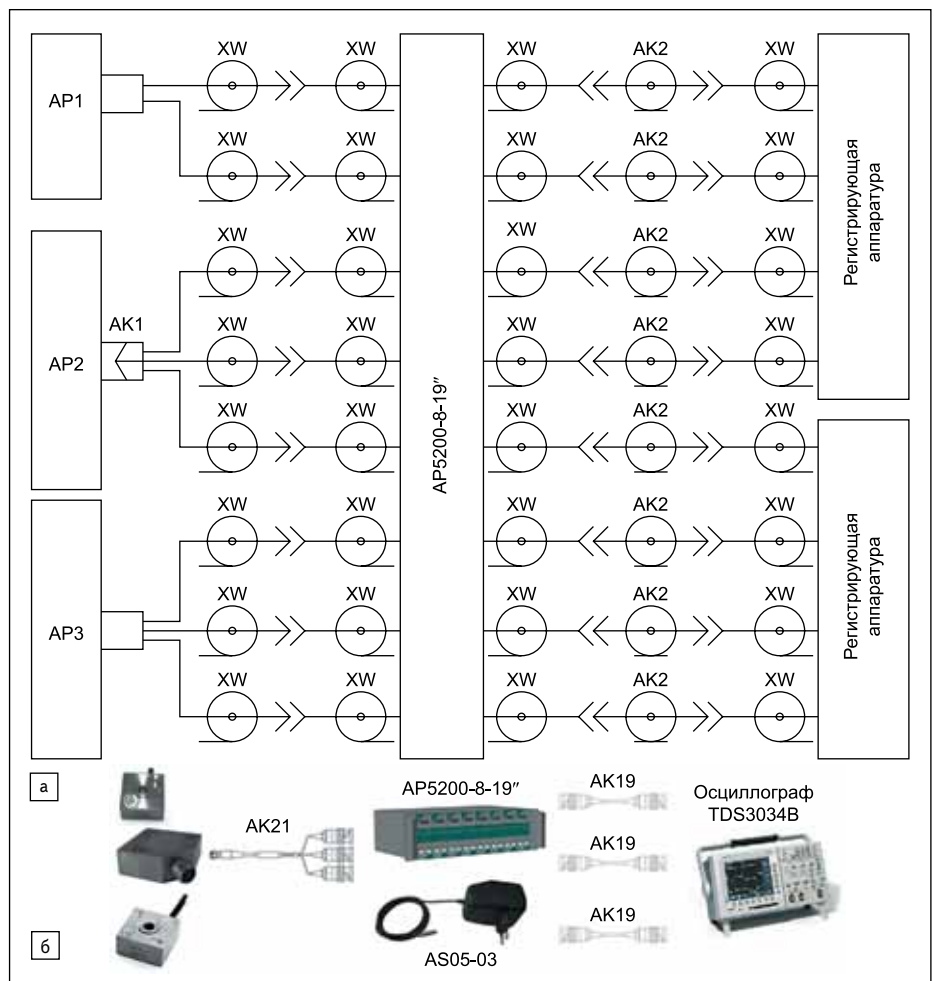 XW XW XW AK2 XW
AP1
XW XW XW AK2 XW
Регистрирующая
аппаратура
XW XW XW AK2 XW
AK1
XW XW XW AK2 XW
AP2
AP5200-8-19″
XW XW XW AK2 XW
XW XW XW AK2 XW
Регистрирующая
аппаратура
XW XW XW AK2 XW
AP3
XW XW XW AK2 XW
а
AP5200-8-19″
AK19
Осциллограф
TDS3034B
AK21
AK19
AK19
AS05-03
б